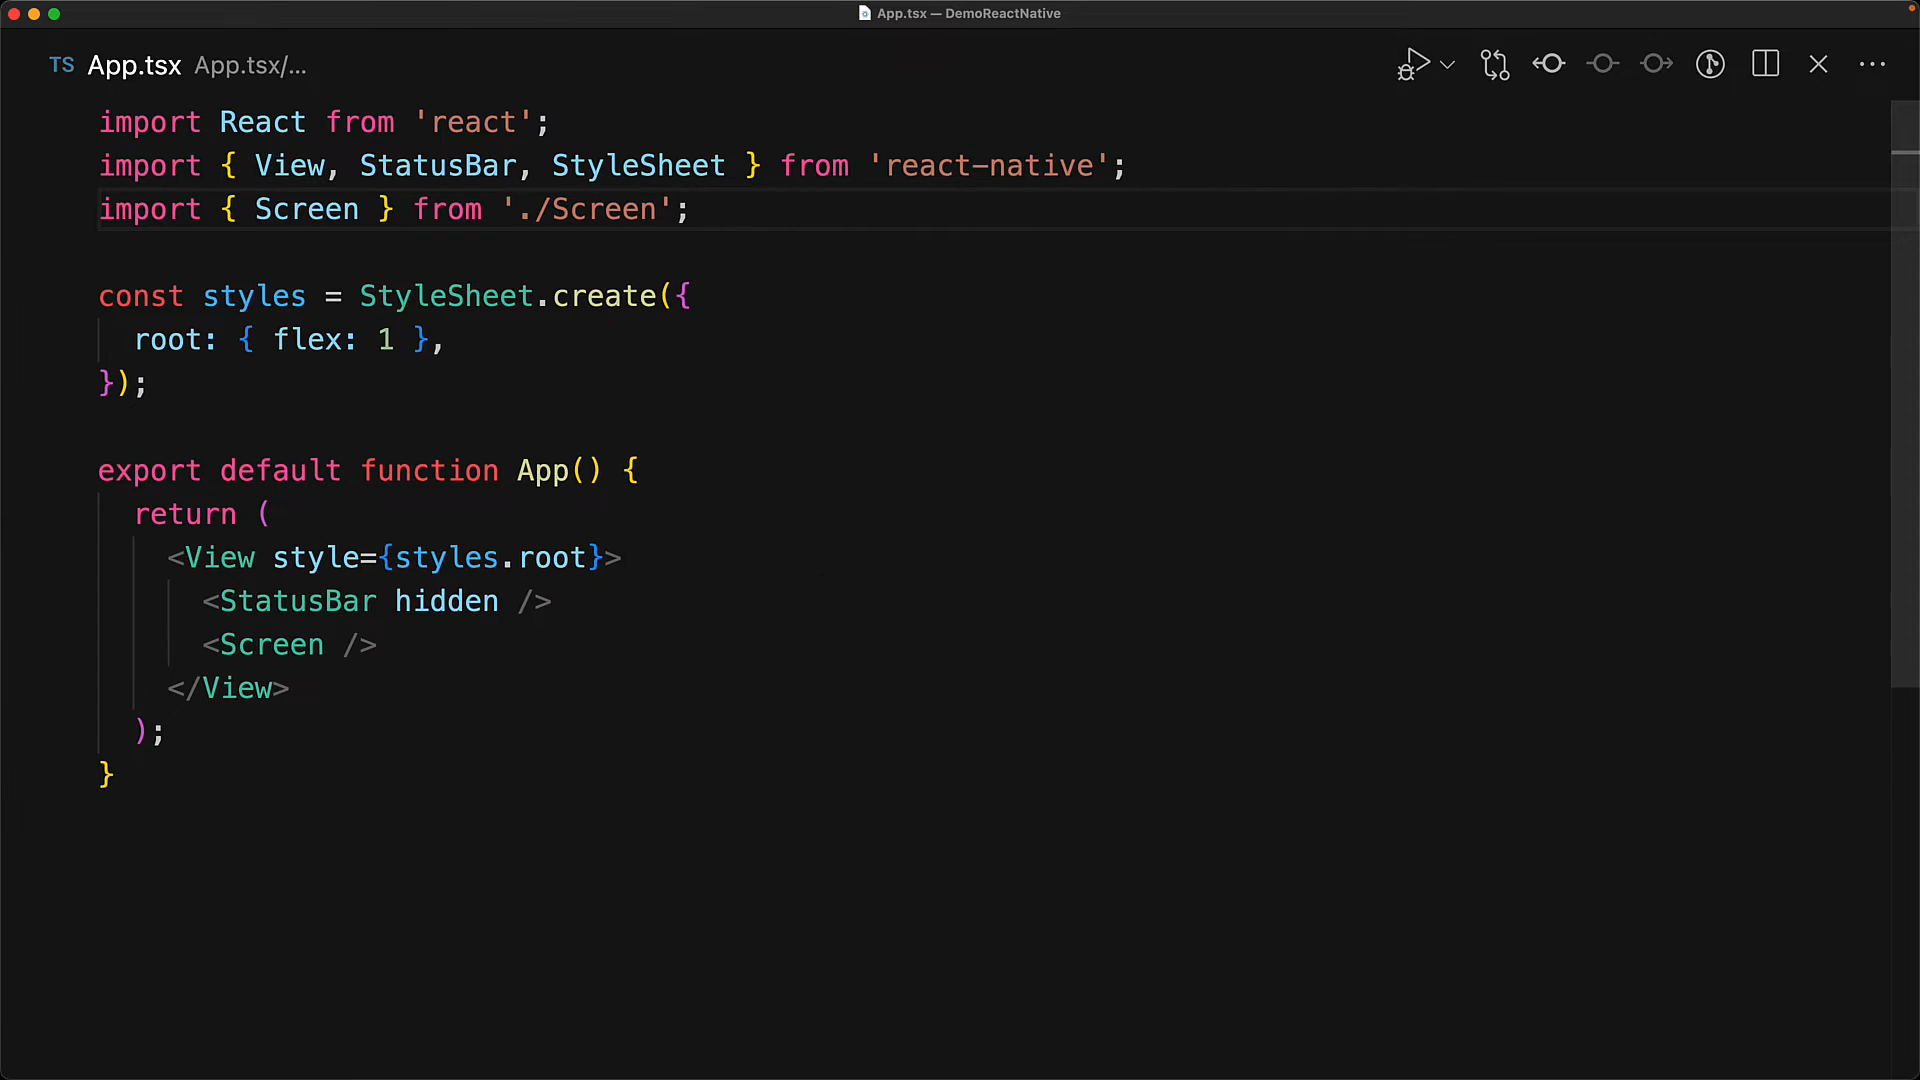 App.tsx — DemoReactNative
TS App.tsx App.tsx/...
import React from 'react';
import { View, StatusBar, StyleSheet } from 'react-native';
import { Screen } from './Screen';
const styles = StyleSheet.create({
root: { flex: 1 },
});
export default function App() {
return (
<View style={styles.root}>
<StatusBar hidden />
<Screen />
</View>
);
}